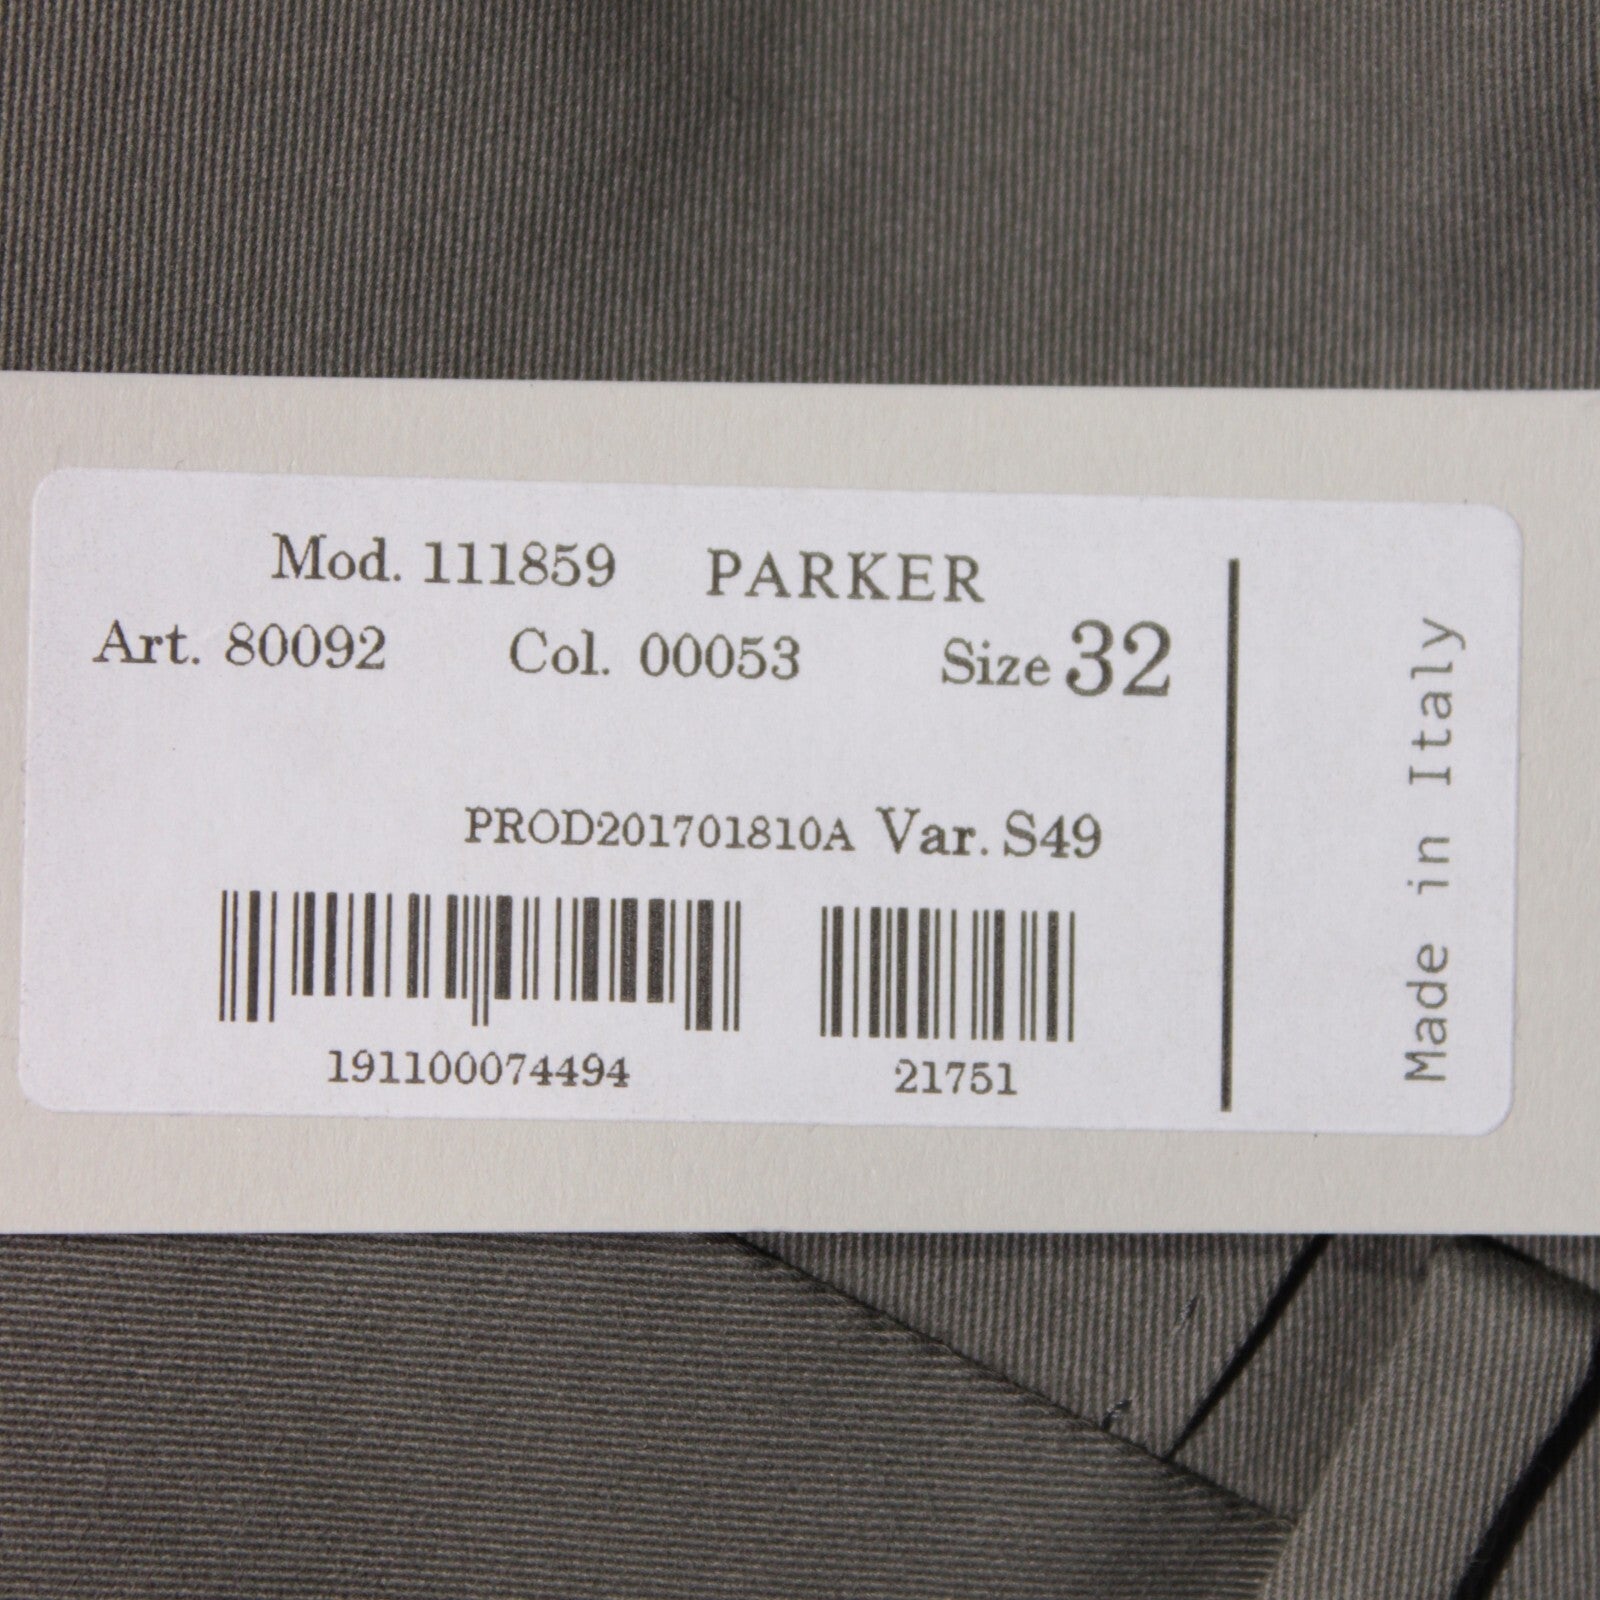 Mod. 111859 PARKER
Art. 80092 Col. 00053 Size 32
PROD201701810A Var. S49
191100074494 21751
Made in Italy